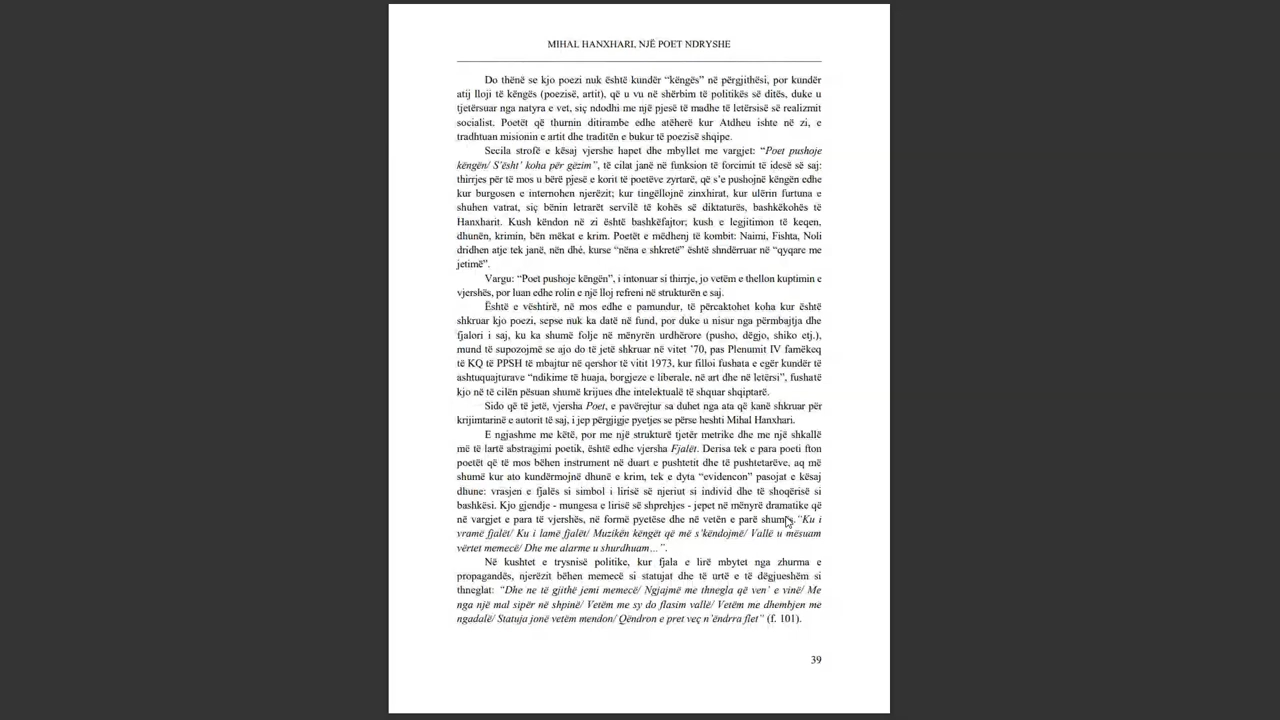 MIHAL HANXHARI, NJË POET NDRYSHE
Do thënë se kjo poezi nuk është kundër “këngës” në përgjithësi, por kundër
atij lloji të këngës (poezisë, artit), që u vu në shërbim të politikës së ditës, duke u
tjetërsuar nga natyra e vet, siç ndodhi me një pjesë të madhe të letërsisë së realizmit
socialist. Poetët që thurnin ditirambe edhe atëherë kur Atdheu ishte në zi, e
tradhtuan misionin e artit dhe traditën e bukur të poezisë shqipe.
Secila strofë e kësaj vjershe hapet dhe mbyllet me vargjet: “Poet pushoje
këngën/ S’ësht’ koha për gëzim”, të cilat janë në funksion të forcimit të idesë së saj:
thirrjes për të mos u bërë pjesë e korit të poetëve zyrtarë, që s’e pushojnë këngën edhe
kur burgosen e internohen njerëzit; kur tingëllojnë zinxhirat, kur ulërin furtuna e
shuhen vatrat, siç bënin letrarët servilë të kohës së diktaturës, bashkëkohës të
Hanxharit. Kush këndon në zi është bashkëfajtor; kush e legjitimon të keqen,
dhunën, krimin, bën mëkat e krim. Poetët e mëdhenj të kombit: Naimi, Fishta, Noli
dridhen atje tek janë, nën dhé, kurse “nëna e shkretë” është shndërruar në “qyqare me
jetimë”.
Vargu: “Poet pushoje këngën”, i intonuar si thirrje, jo vetëm e thellon kuptimin e
vjershës, por luan edhe rolin e një lloj refreni në strukturën e saj.
Është e vështirë, në mos edhe e pamundur, të përcaktohet koha kur është
shkruar kjo poezi, sepse nuk ka datë në fund, por duke u nisur nga përmbajtja dhe
fjalori i saj, ku ka shumë folje në mënyrën urdhërore (pusho, dëgjo, shiko etj.),
mund të supozojmë se ajo do të jetë shkruar në vitet ’70, pas Plenumit IV famëkeq
të KQ të PPSH të mbajtur në qershor të vitit 1973, kur filloi fushata e egër kundër të
ashtuquajturave “ndikime të huaja, borgjeze e liberale, në art dhe në letërsi”, fushatë
kjo në të cilën pësuan shumë krijues dhe intelektualë të shquar shqiptarë.
Sido që të jetë, vjersha Poet, e pavërejtur sa duhet nga ata që kanë shkruar për
krijimtarinë e autorit të saj, i jep përgjigje pyetjes se përse heshti Mihal Hanxhari.
E ngjashme me këtë, por me një strukturë tjetër metrike dhe me një shkallë
më të lartë abstragimi poetik, është edhe vjersha Fjalët. Derisa tek e para poeti fton
poetët që të mos bëhen instrument në duart e pushtetit dhe të pushtetarëve, aq më
shumë kur ato kundërmojnë dhunë e krim, tek e dyta “evidencon” pasojat e kësaj
dhune: vrasjen e fjalës si simbol i lirisë së njeriut si individ dhe të shoqërisë si
bashkësi. Kjo gjendje - mungesa e lirisë së shprehjes - jepet në mënyrë dramatike që
në vargjet e para të vjershës, në formë pyetëse dhe në vetën e parë shumës. “Ku i
vramë fjalët/ Ku i lamë fjalët/ Muzikën këngët që më s’këndojmë/ Vallë u mësuam
vërtet memecë/ Dhe me alarme u shurdhuam…”.
Në kushtet e trysnisë politike, kur fjala e lirë mbytet nga zhurma e
propagandës, njerëzit bëhen memecë si statujat dhe të urtë e të dëgjueshëm si
thneglat: “Dhe ne të gjithë jemi memecë/ Ngjajmë me thnegla që ven’ e vinë/ Me
nga një mal sipër në shpinë/ Vetëm me sy do flasim vallë/ Vetëm me dhembjen me
ngadalë/ Statuja jonë vetëm mendon/ Qëndron e pret veç n’ëndrra flet” (f. 101).
39